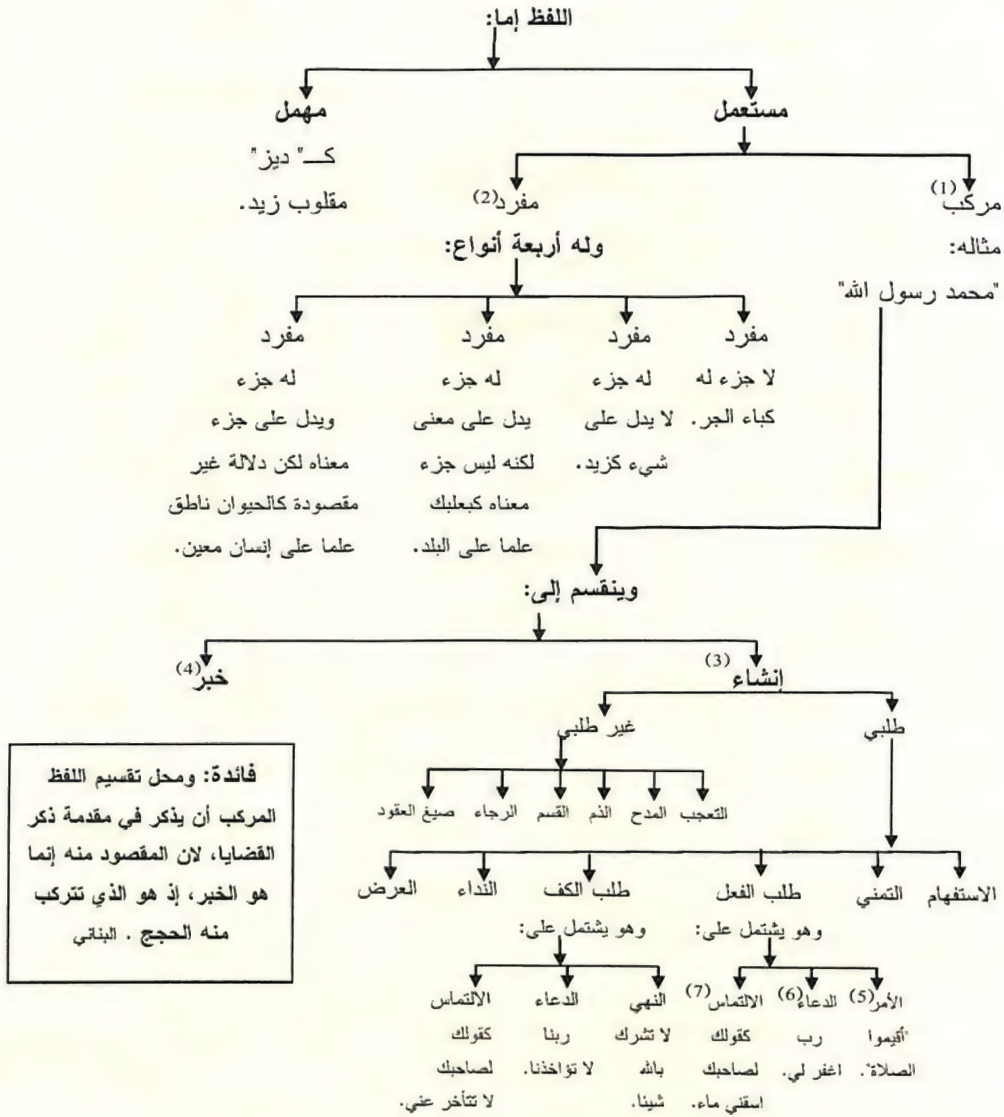 اللفظ إما:
مستعمل
مهمل
كـ" ديز"
مقلوب زيد.
مركب(1)
مثاله:
"محمد رسول الله"
مفرد(2)
وله أربعة أنواع:
مفرد
لا جزء له
كباء الجر.
مفرد
له جزء
لا يدل على
شيء كزيد.
مفرد
له جزء
يدل على معنى
لكنه ليس جزء
معناه كبعلبك
علما على البلد.
مفرد
له جزء
ويدل على جزء
معناه لكن دلالة غير
مقصودة كالحيوان ناطق
علما على إنسان معين.
وينقسم إلى:
إنشاء(3)
خبر(4)
طلبي
غير طلبي
التعجب
المدح
الذم
القسم
الرجاء
صيغ العقود
الاستفهام
التمني
طلب الفعل
وهو يشتمل على:
طلب الكف
وهو يشتمل على:
النداء
العرض
الأمر(5)
"أقيموا
الصلاة".
الدعاء(6)
رب
اغفر لي.
الالتماس(7)
كقولك
لصاحبك
اسقني ماء.
النهي
لا تشرك
بالله
شيئا.
الدعاء
ربنا
لا تؤاخذنا.
الالتماس
كقولك
لصاحبك
لا تتأخر عني.
فائدة: ومحل تقسيم اللفظ
المركب أن يذكر في مقدمة ذكر
القضايا، لان المقصود منه إنما
هو الخبر، إذ هو الذي تتركب
منه الحجج . البناني